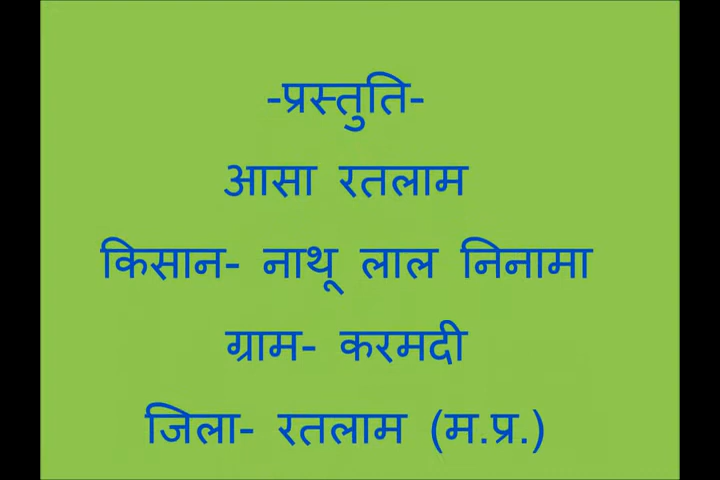 -प्रस्तुति-
आसा रतलाम
किसान- नाथू लाल निनामा
ग्राम- करमदी
जिला- रतलाम (म.प्र.)